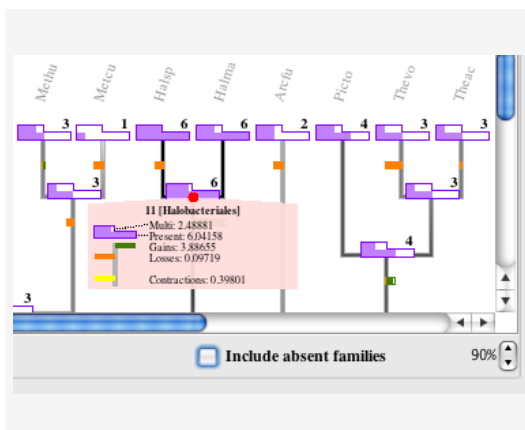 Methu Metcu Halsp Halma Arcfu Picto Thevo Theac
3 1 6 6 2 4 3 3
3 6 3
11 [Halobacteriales]
Multi: 2.48881
Present: 6.04158
Gains: 3.88655
Losses: 0.09719
Contractions: 0.39801
4
3
Include absent families 90%